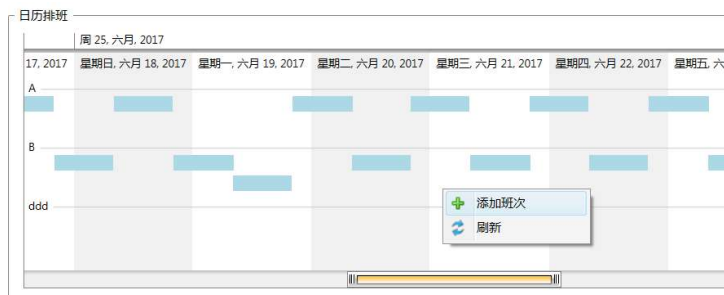 日历排班
周 25, 六月, 2017
17, 2017 星期日, 六月 18, 2017 星期一, 六月 19, 2017 星期二, 六月 20, 2017 星期三, 六月 21, 2017 星期四, 六月 22, 2017 星期五, 六
A
B
ddd
添加班次
刷新